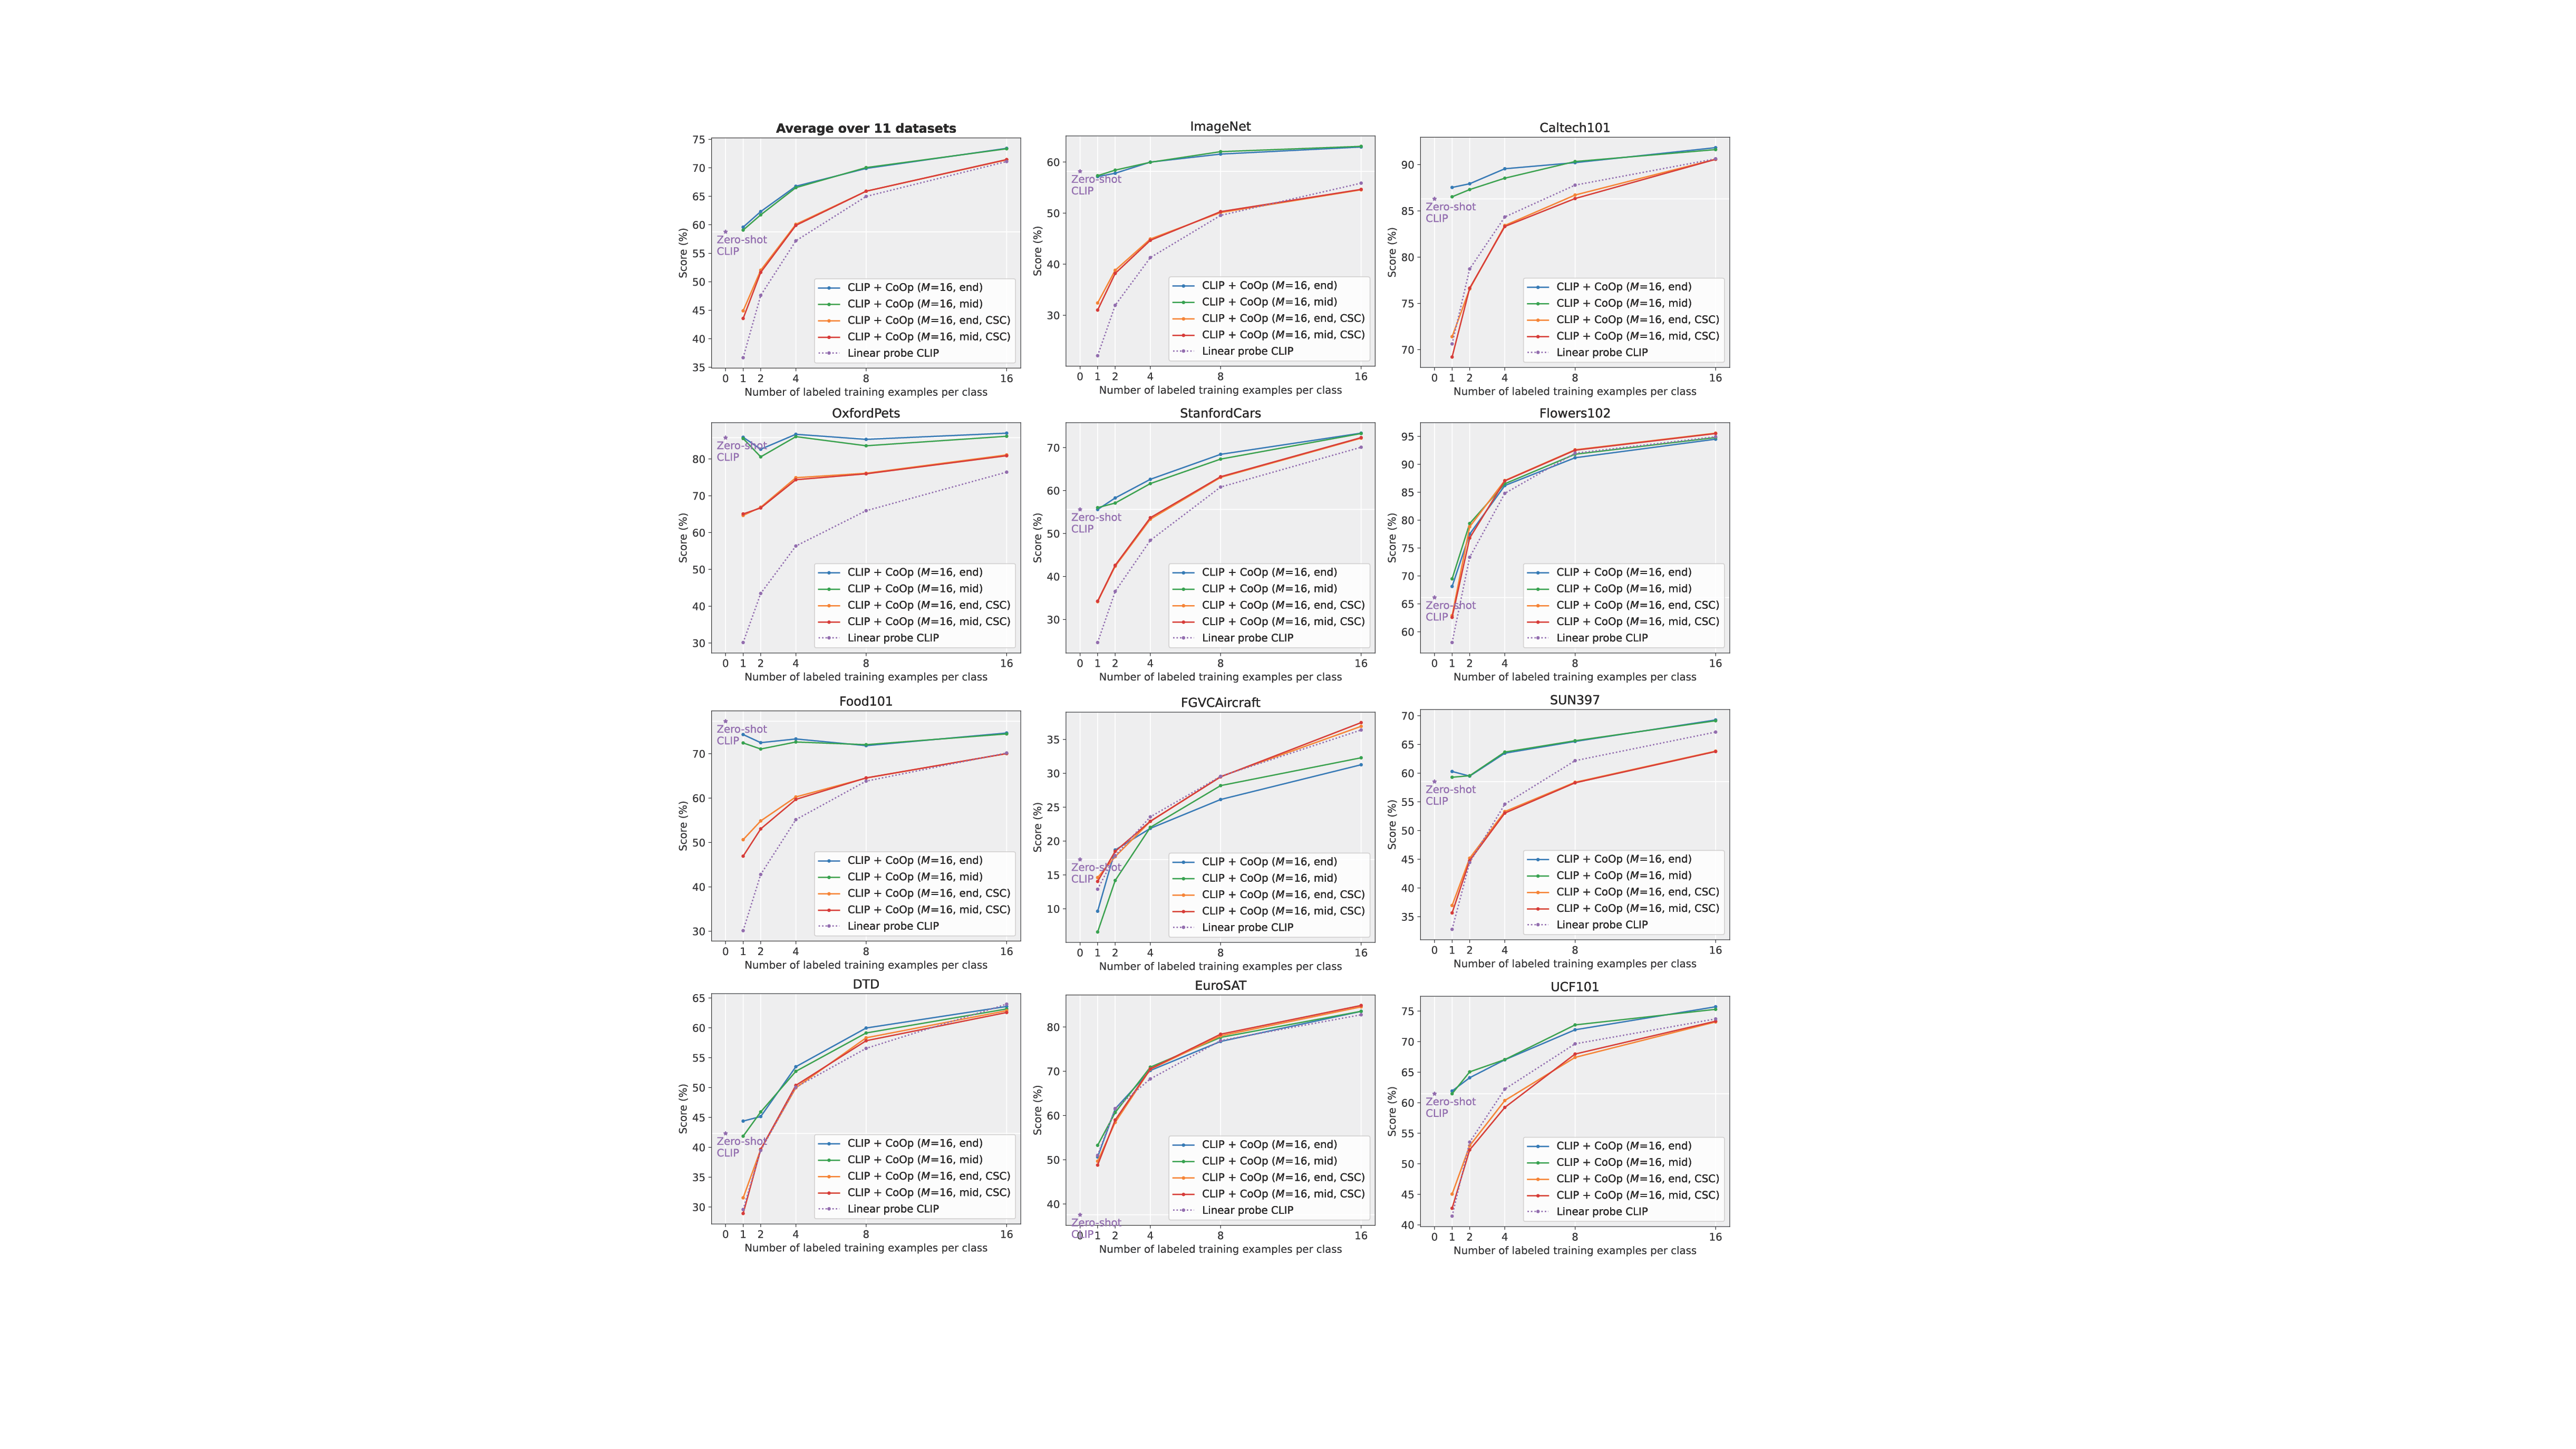 Average over 11 datasets
75
70
65
60
55
50
45
40
35
Score (%)
Zero-shot
CLIP
CLIP + CoOp (M=16, end)
CLIP + CoOp (M=16, mid)
CLIP + CoOp (M=16, end, CSC)
CLIP + CoOp (M=16, mid, CSC)
Linear probe CLIP
0 1 2 4 8 16
Number of labeled training examples per class
ImageNet
60
50
40
30
Score (%)
Zero-shot
CLIP
CLIP + CoOp (M=16, end)
CLIP + CoOp (M=16, mid)
CLIP + CoOp (M=16, end, CSC)
CLIP + CoOp (M=16, mid, CSC)
Linear probe CLIP
0 1 2 4 8 16
Number of labeled training examples per class
Caltech101
90
85
80
75
70
Score (%)
Zero-shot
CLIP
CLIP + CoOp (M=16, end)
CLIP + CoOp (M=16, mid)
CLIP + CoOp (M=16, end, CSC)
CLIP + CoOp (M=16, mid, CSC)
Linear probe CLIP
0 1 2 4 8 16
Number of labeled training examples per class
OxfordPets
80
70
60
50
40
30
Score (%)
Zero-shot
CLIP
CLIP + CoOp (M=16, end)
CLIP + CoOp (M=16, mid)
CLIP + CoOp (M=16, end, CSC)
CLIP + CoOp (M=16, mid, CSC)
Linear probe CLIP
0 1 2 4 8 16
Number of labeled training examples per class
StanfordCars
70
60
50
40
30
Score (%)
Zero-shot
CLIP
CLIP + CoOp (M=16, end)
CLIP + CoOp (M=16, mid)
CLIP + CoOp (M=16, end, CSC)
CLIP + CoOp (M=16, mid, CSC)
Linear probe CLIP
0 1 2 4 8 16
Number of labeled training examples per class
Flowers102
95
90
85
80
75
70
65
60
Score (%)
Zero-shot
CLIP
CLIP + CoOp (M=16, end)
CLIP + CoOp (M=16, mid)
CLIP + CoOp (M=16, end, CSC)
CLIP + CoOp (M=16, mid, CSC)
Linear probe CLIP
0 1 2 4 8 16
Number of labeled training examples per class
Food101
70
60
50
40
30
Score (%)
Zero-shot
CLIP
CLIP + CoOp (M=16, end)
CLIP + CoOp (M=16, mid)
CLIP + CoOp (M=16, end, CSC)
CLIP + CoOp (M=16, mid, CSC)
Linear probe CLIP
0 1 2 4 8 16
Number of labeled training examples per class
FGVCAircraft
35
30
25
20
15
10
Score (%)
Zero-shot
CLIP
CLIP + CoOp (M=16, end)
CLIP + CoOp (M=16, mid)
CLIP + CoOp (M=16, end, CSC)
CLIP + CoOp (M=16, mid, CSC)
Linear probe CLIP
0 1 2 4 8 16
Number of labeled training examples per class
SUN397
70
65
60
55
50
45
40
35
Score (%)
Zero-shot
CLIP
CLIP + CoOp (M=16, end)
CLIP + CoOp (M=16, mid)
CLIP + CoOp (M=16, end, CSC)
CLIP + CoOp (M=16, mid, CSC)
Linear probe CLIP
0 1 2 4 8 16
Number of labeled training examples per class
DTD
65
60
55
50
45
40
35
30
Score (%)
Zero-shot
CLIP
CLIP + CoOp (M=16, end)
CLIP + CoOp (M=16, mid)
CLIP + CoOp (M=16, end, CSC)
CLIP + CoOp (M=16, mid, CSC)
Linear probe CLIP
0 1 2 4 8 16
Number of labeled training examples per class
EuroSAT
80
70
60
50
40
Score (%)
Zero-shot
CLIP
CLIP + CoOp (M=16, end)
CLIP + CoOp (M=16, mid)
CLIP + CoOp (M=16, end, CSC)
CLIP + CoOp (M=16, mid, CSC)
Linear probe CLIP
0 1 2 4 8 16
Number of labeled training examples per class
UCF101
75
70
65
60
55
50
45
40
Score (%)
Zero-shot
CLIP
CLIP + CoOp (M=16, end)
CLIP + CoOp (M=16, mid)
CLIP + CoOp (M=16, end, CSC)
CLIP + CoOp (M=16, mid, CSC)
Linear probe CLIP
0 1 2 4 8 16
Number of labeled training examples per class